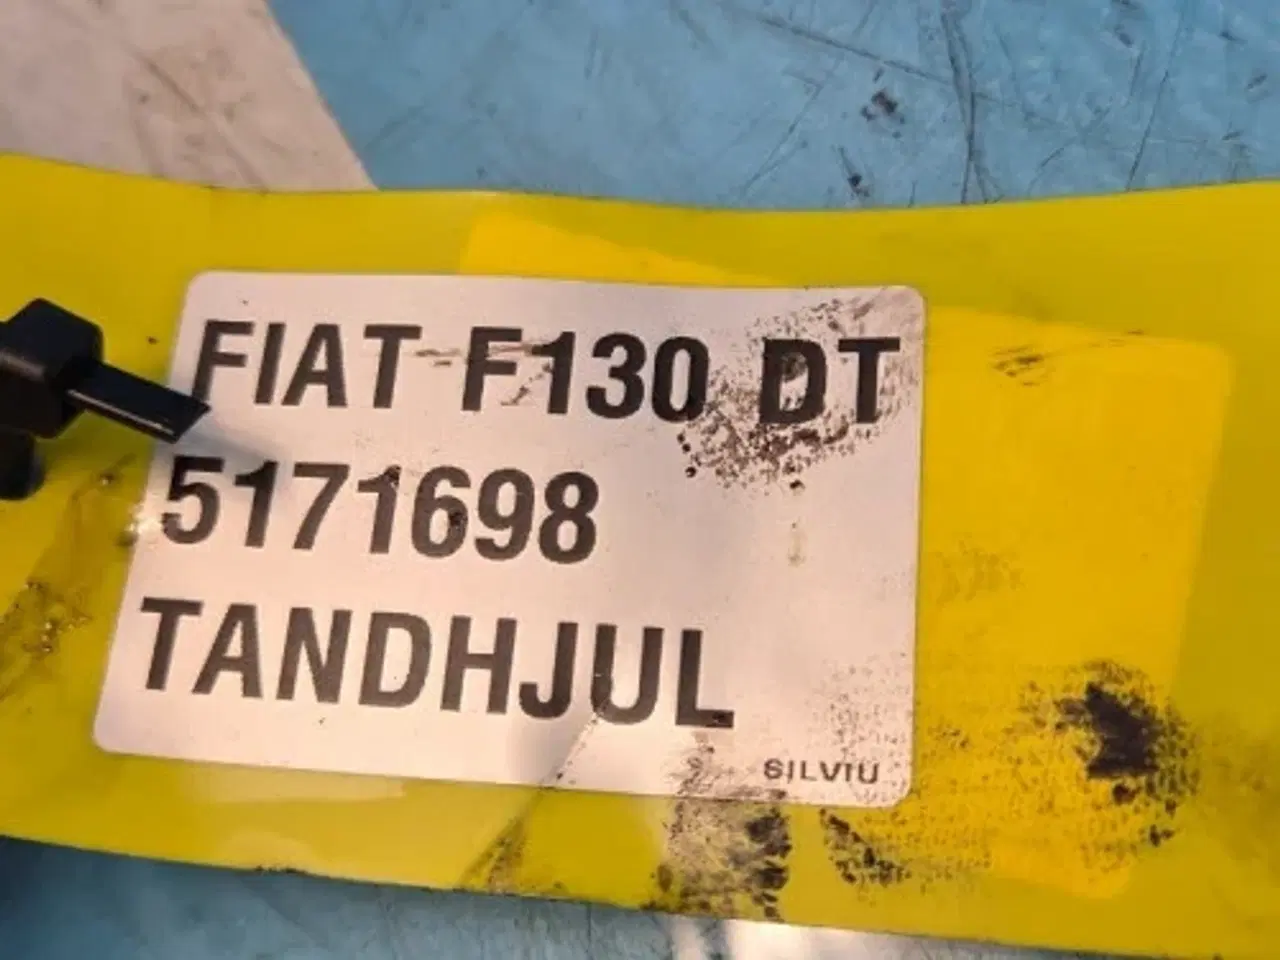 FIAT F130 DT
5171698
TANDHJUL
SILVIU